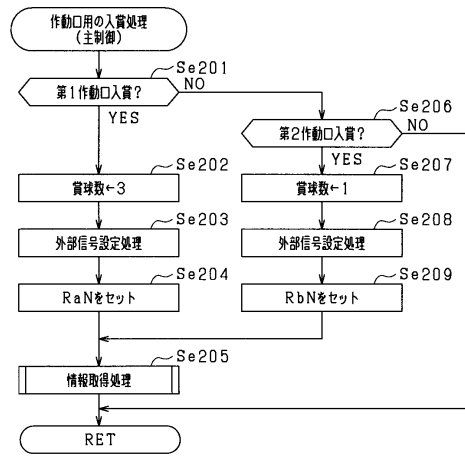 作動口用の入賞処理
(主制御)
Se201
第1作動口入賞?
NO
YES
Se206
第2作動口入賞?
NO
YES
Se202
賞球数←3
Se207
賞球数←1
Se203
外部信号設定処理
Se208
外部信号設定処理
Se204
RaNをセット
Se209
RbNをセット
Se205
情報取得処理
RET